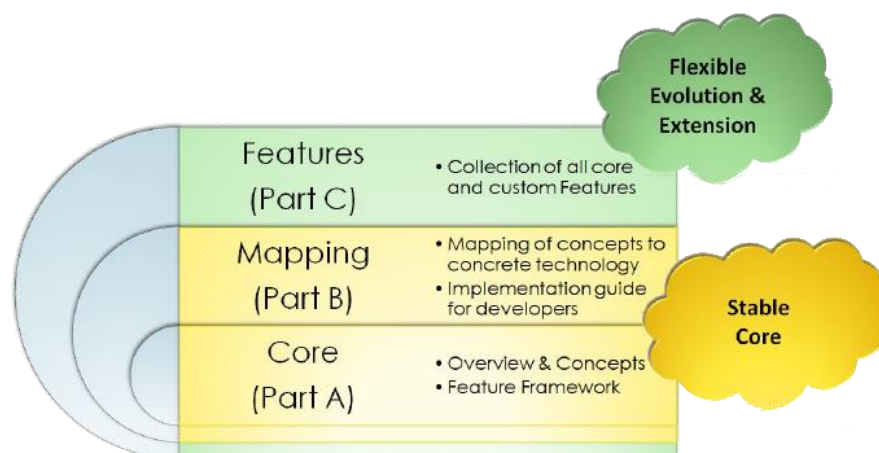 Flexible
Evolution &
Extension
Features
(Part C)
• Collection of all core
and custom Features
Mapping
(Part B)
• Mapping of concepts to
concrete technology
• Implementation guide
for developers
Stable
Core
Core
(Part A)
• Overview & Concepts
• Feature Framework